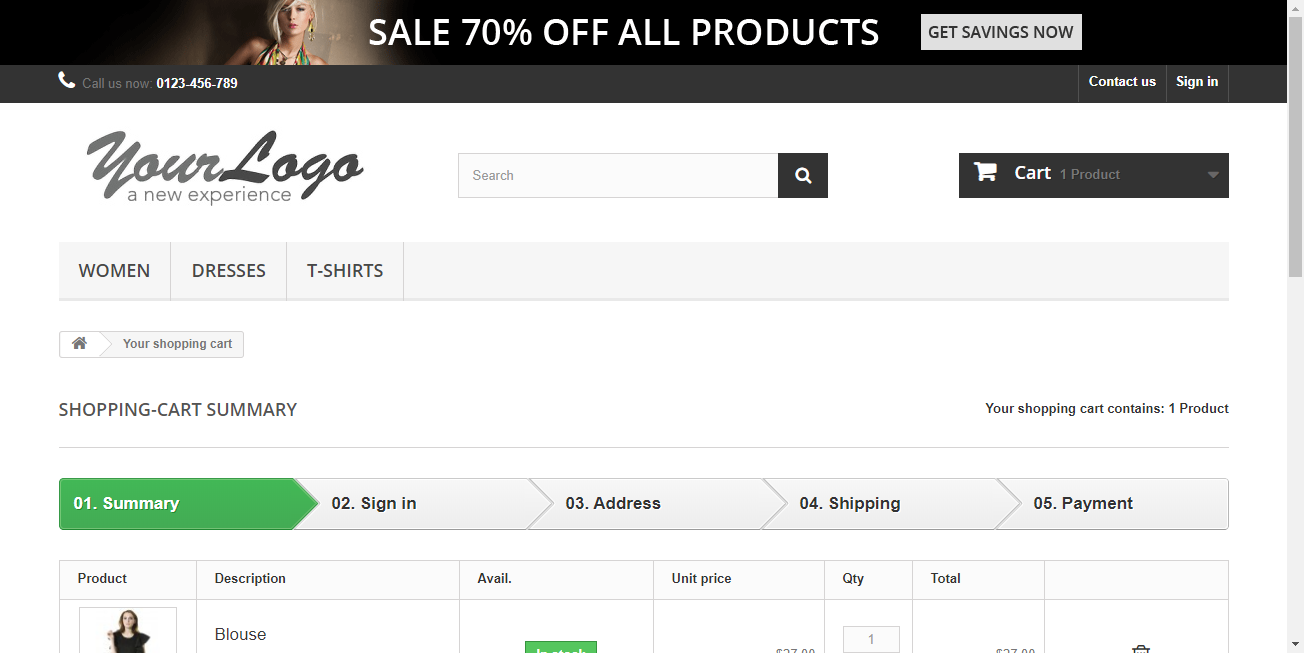 SALE 70% OFF ALL PRODUCTS GET SAVINGS NOW
Call us now: 0123-456-789 Contact us Sign in
YourLogo
a new experience
Search
Cart 1 Product
WOMEN DRESSES T-SHIRTS
Your shopping cart
SHOPPING-CART SUMMARY Your shopping cart contains: 1 Product
01. Summary 02. Sign in 03. Address 04. Shipping 05. Payment
Product Description Avail. Unit price Qty Total
Blouse
1